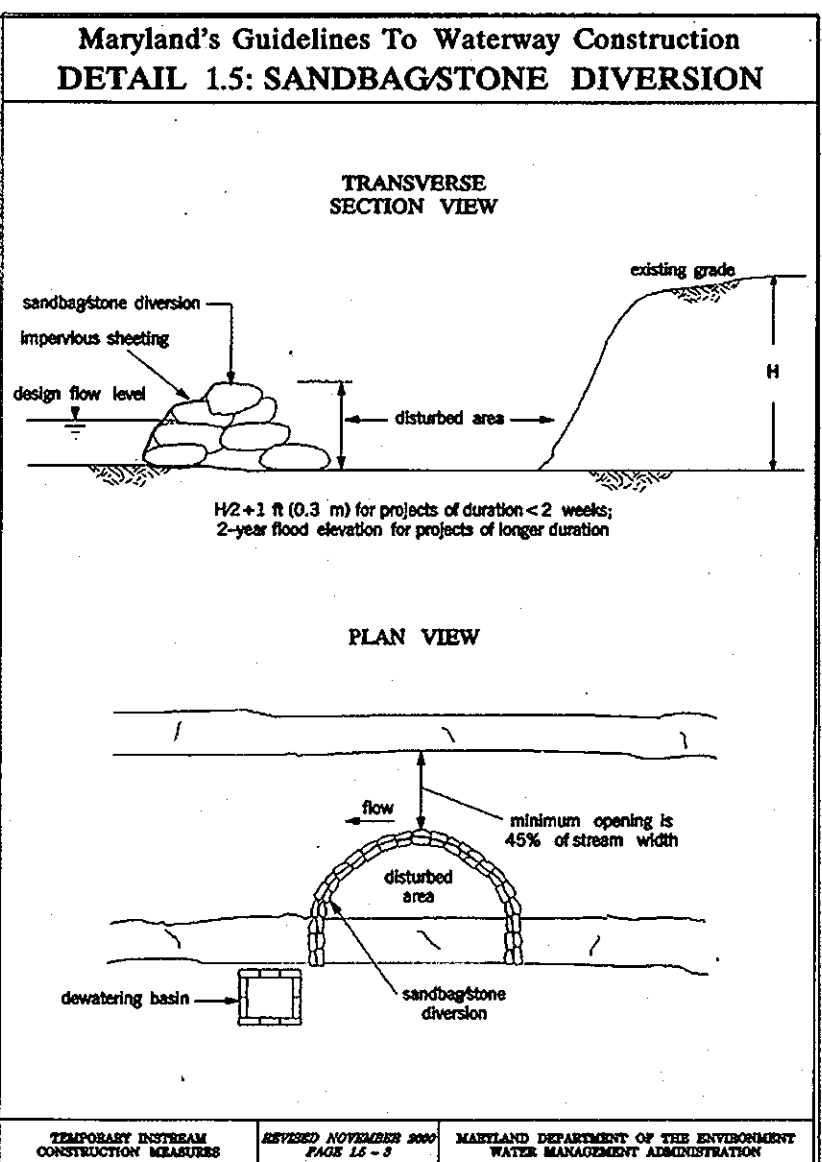 Maryland's Guidelines To Waterway Construction
DETAIL 1.5: SANDBAG/STONE DIVERSION
TRANSVERSE
SECTION VIEW
existing grade
sandbag/stone diversion
impervious sheeting
design flow level
H
disturbed area
H/2+1 ft (0.3 m) for projects of duration < 2 weeks;
2-year flood elevation for projects of longer duration
PLAN VIEW
flow
minimum opening is
45% of stream width
disturbed
area
dewatering basin
sandbag/stone
diversion
TEMPORARY INSTREAM
CONSTRUCTION MEASURES
REVISED NOVEMBER 2000
PAGE 1.5 - 3
MARYLAND DEPARTMENT OF THE ENVIRONMENT
WATER MANAGEMENT ADMINISTRATION